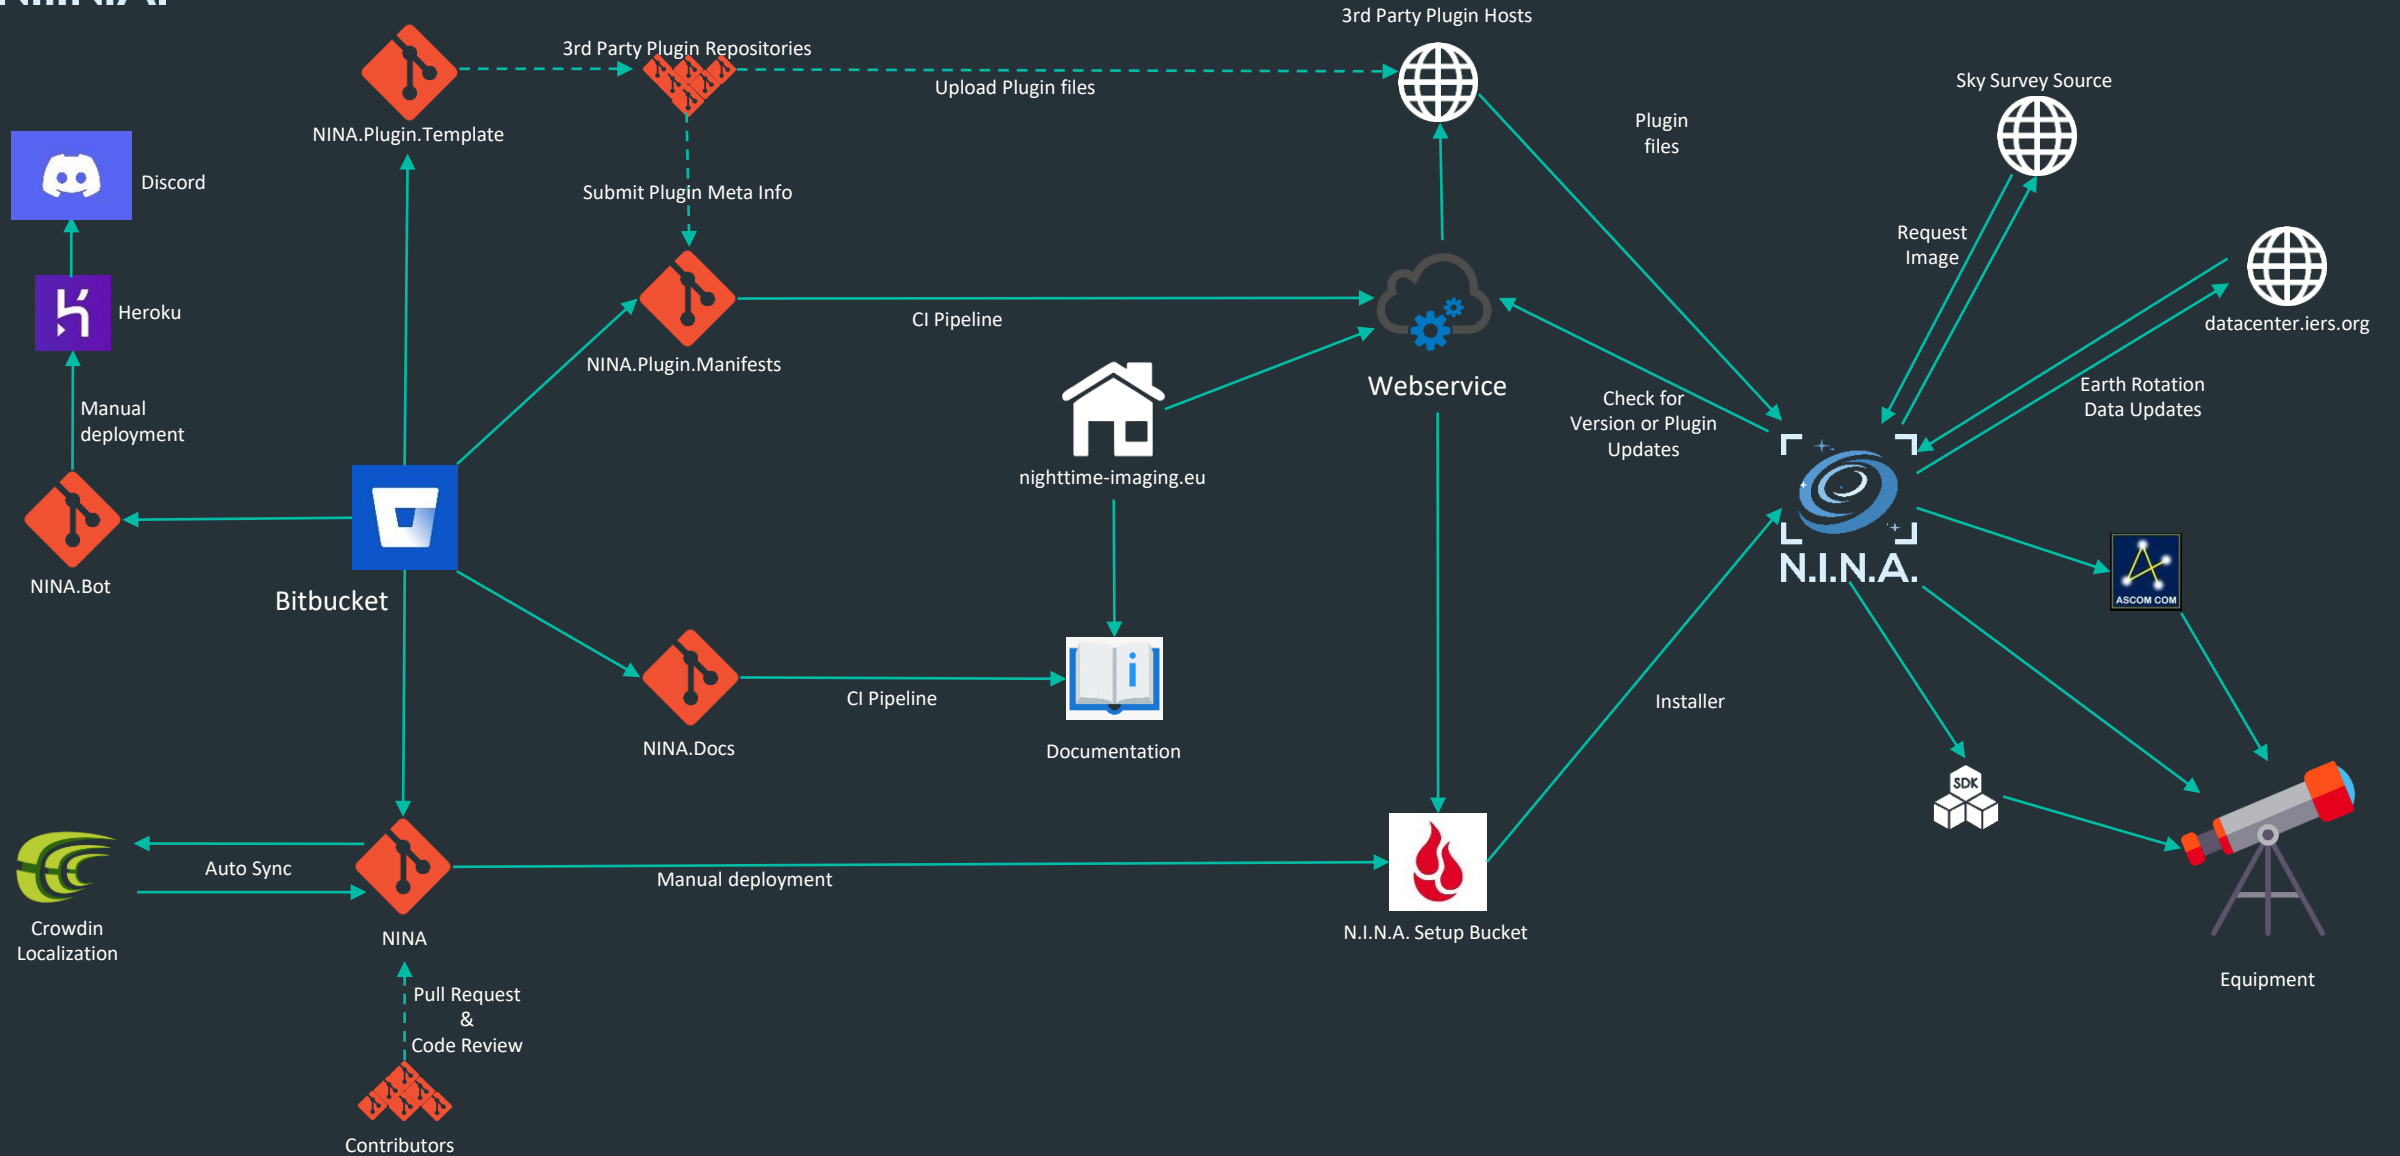 3rd Party Plugin Hosts
3rd Party Plugin Repositories
Upload Plugin files
Sky Survey Source
Plugin
files
NINA.Plugin.Template
Discord
Submit Plugin Meta Info
Request
Image
Heroku
CI Pipeline
datacenter.iers.org
NINA.Plugin.Manifests
Webservice
Earth Rotation
Data Updates
Manual
deployment
Check for
Version or Plugin
Updates
nighttime-imaging.eu
N.I.N.A.
NINA.Bot
Bitbucket
ASCOM COM
NINA.Docs
CI Pipeline
Documentation
Installer
SDK
Auto Sync
Manual deployment
Crowdin
Localization
NINA
N.I.N.A. Setup Bucket
Equipment
Pull Request
&
Code Review
Contributors